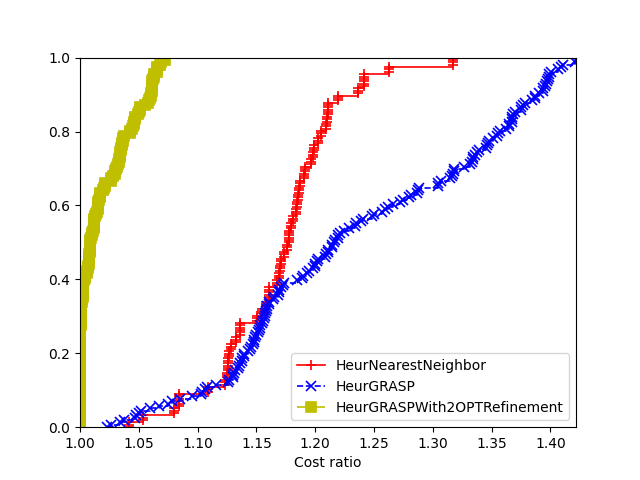 1.0
0.8
0.6
0.4
0.2
0.0
HeurNearestNeighbor
HeurGRASP
HeurGRASPWith2OPTRefinement
1.00 1.05 1.10 1.15 1.20 1.25 1.30 1.35 1.40
Cost ratio